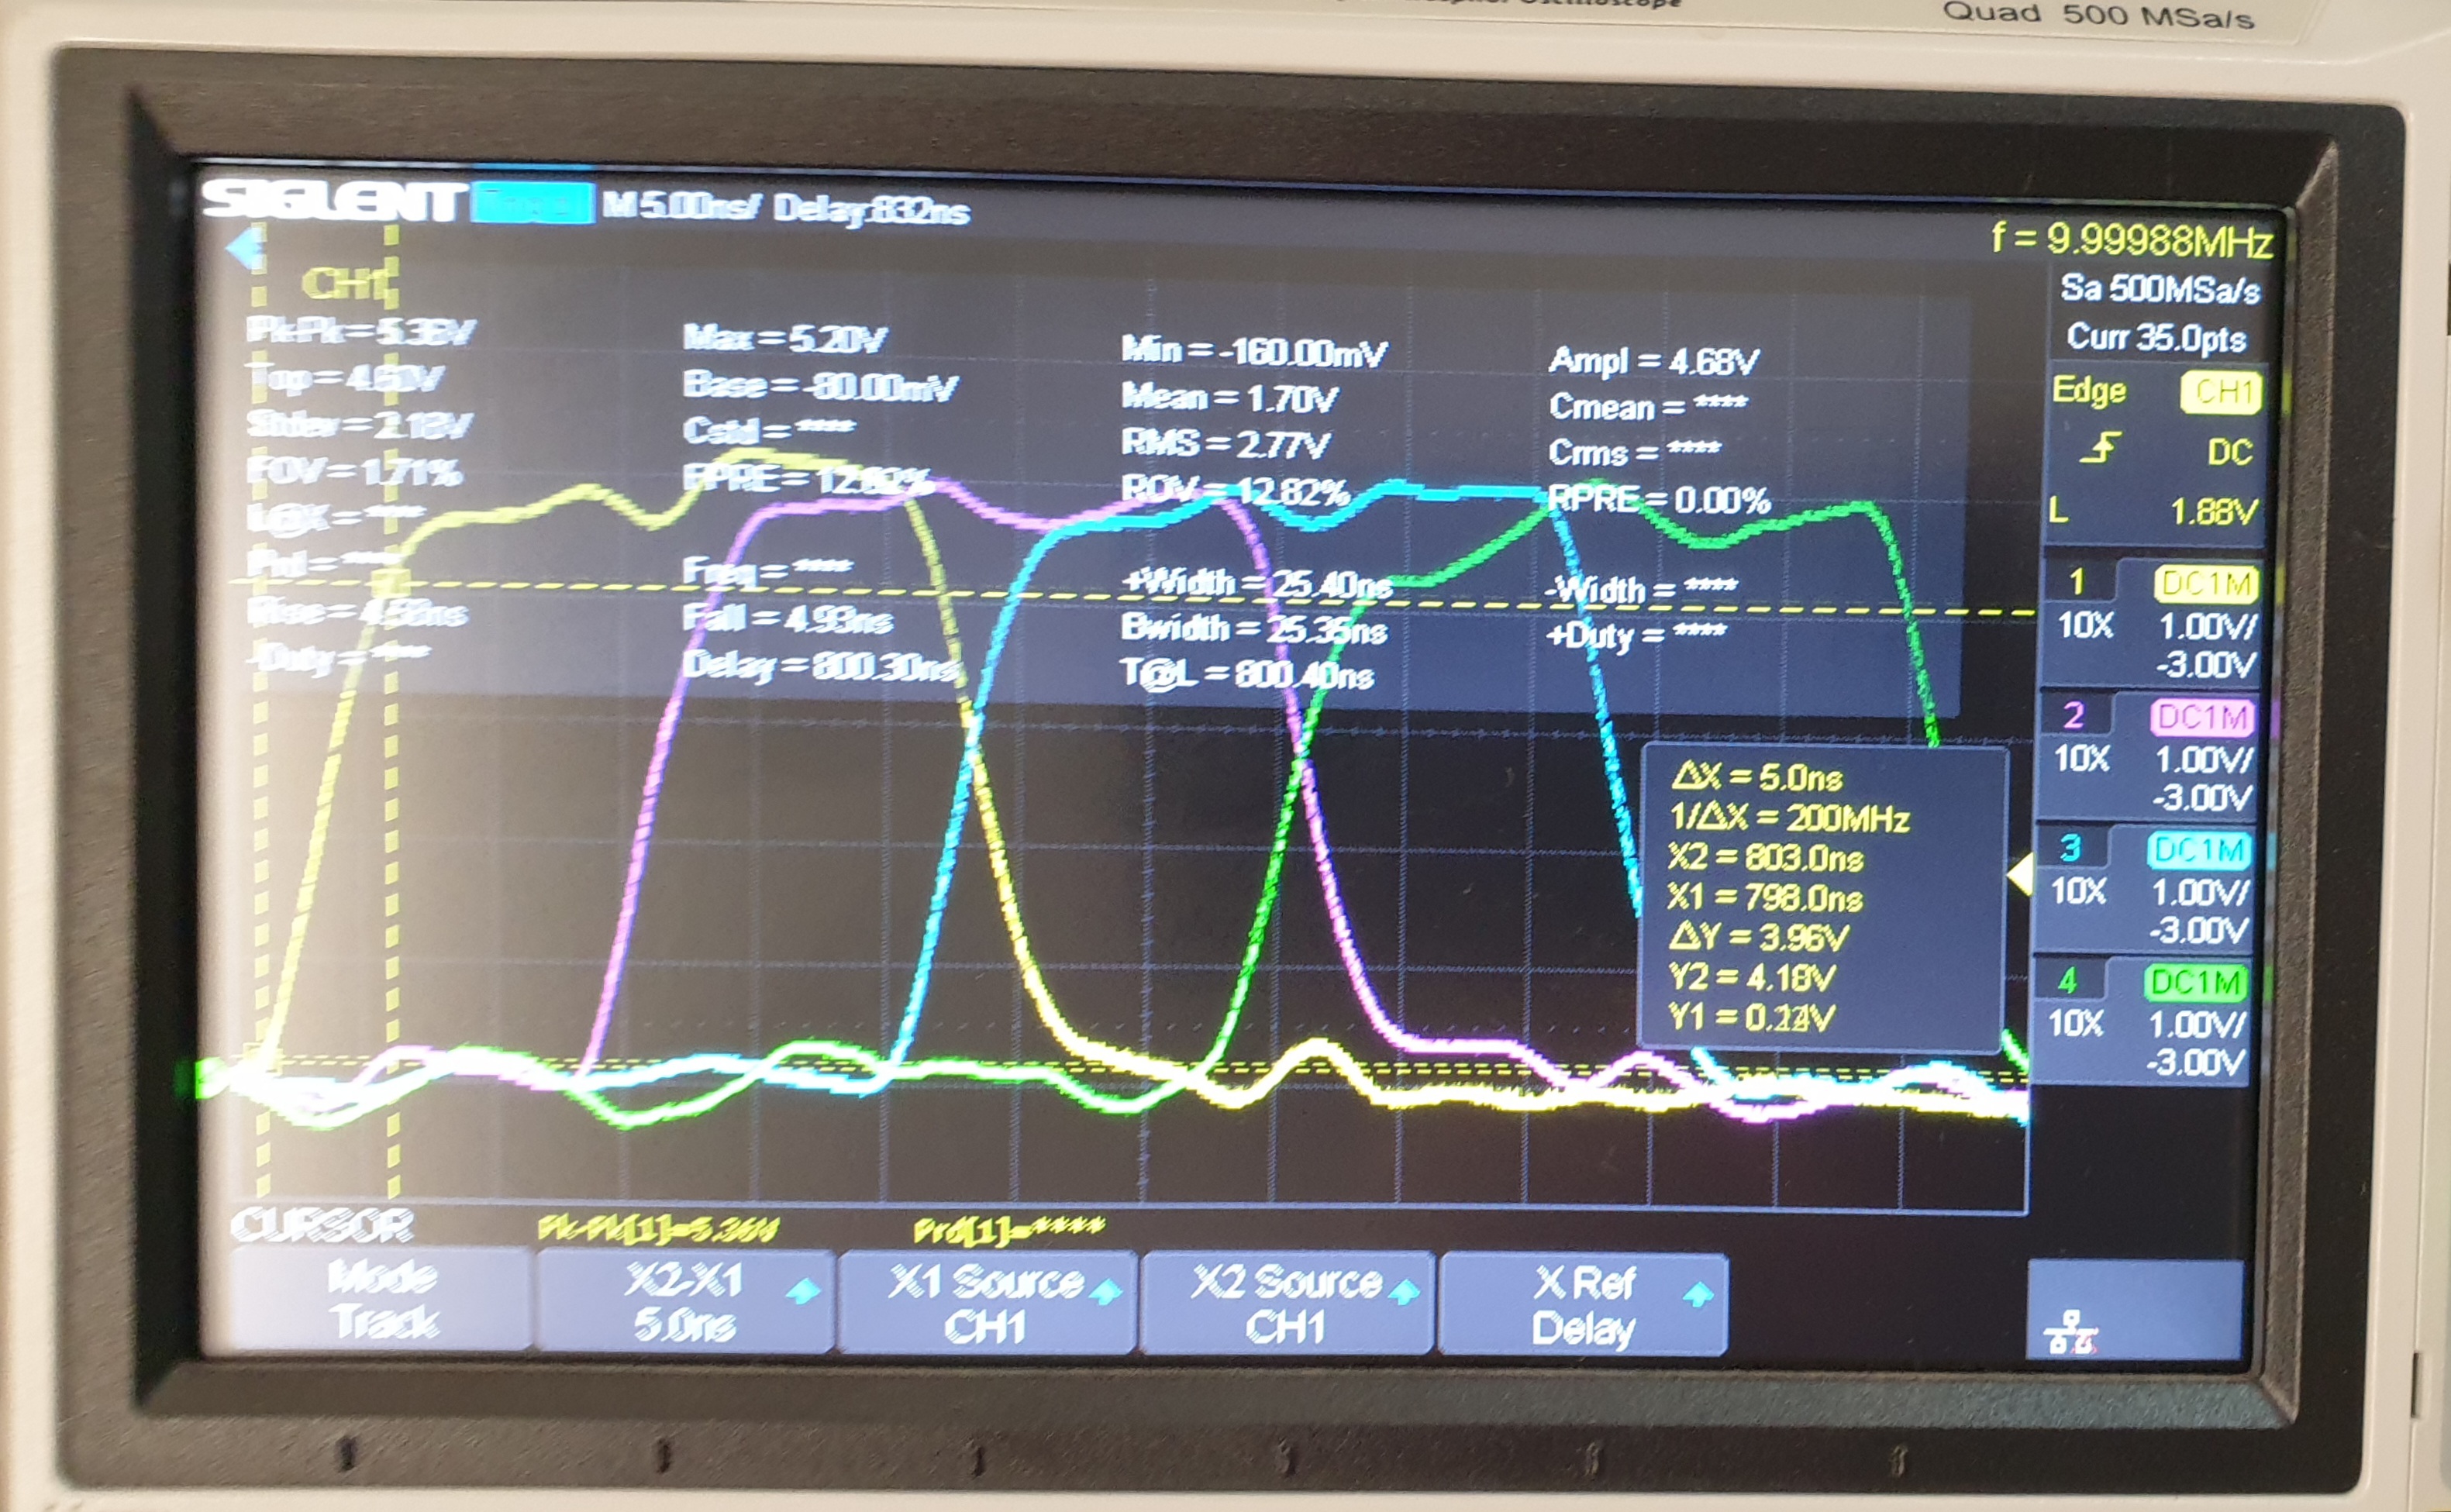 Oscilloscope
Quad 500 MSa/s
SIGLENT M 5.00ns/ Delay:832ns
f = 9.99988MHz
CH1
Pk-Pk = 5.36V Max = 5.20V Min = -160.00mV Ampl = 4.68V
Top = 4.60V Base = -80.00mV Mean = 1.70V Cmean = ****
Stdev = 2.18V Cstd = **** RMS = 2.77V Crms = ****
FOV = 1.71% FPRE = 12.82% ROV = 12.82% RPRE = 0.00%
L@X = ****
Prd = **** Freq = **** +Width = 25.40ns -Width = ****
Rise = Fall = 4.93ns Bwidth = 25.35ns +Duty = ****
-Duty = **** Delay = 800.30ns T@L = 800.40ns
ΔX = 5.0ns
1/ΔX = 200MHz
X2 = 803.0ns
X1 = 798.0ns
ΔY = 3.96V
Y2 = 4.18V
Y1 =
Sa 500MSa/s
Curr 35.0pts
Edge CH1
DC
L 1.88V
1 DC1M
10X 1.00V/
-3.00V
2 DC1M
10X 1.00V/
-3.00V
3 DC1M
10X 1.00V/
-3.00V
4 DC1M
10X 1.00V/
-3.00V
CURSOR Pk-Pk[1]=5.36V Prd[1]=****
Mode X2-X1 X1 Source X2 Source X Ref
Track 5.0ns CH1 CH1 Delay